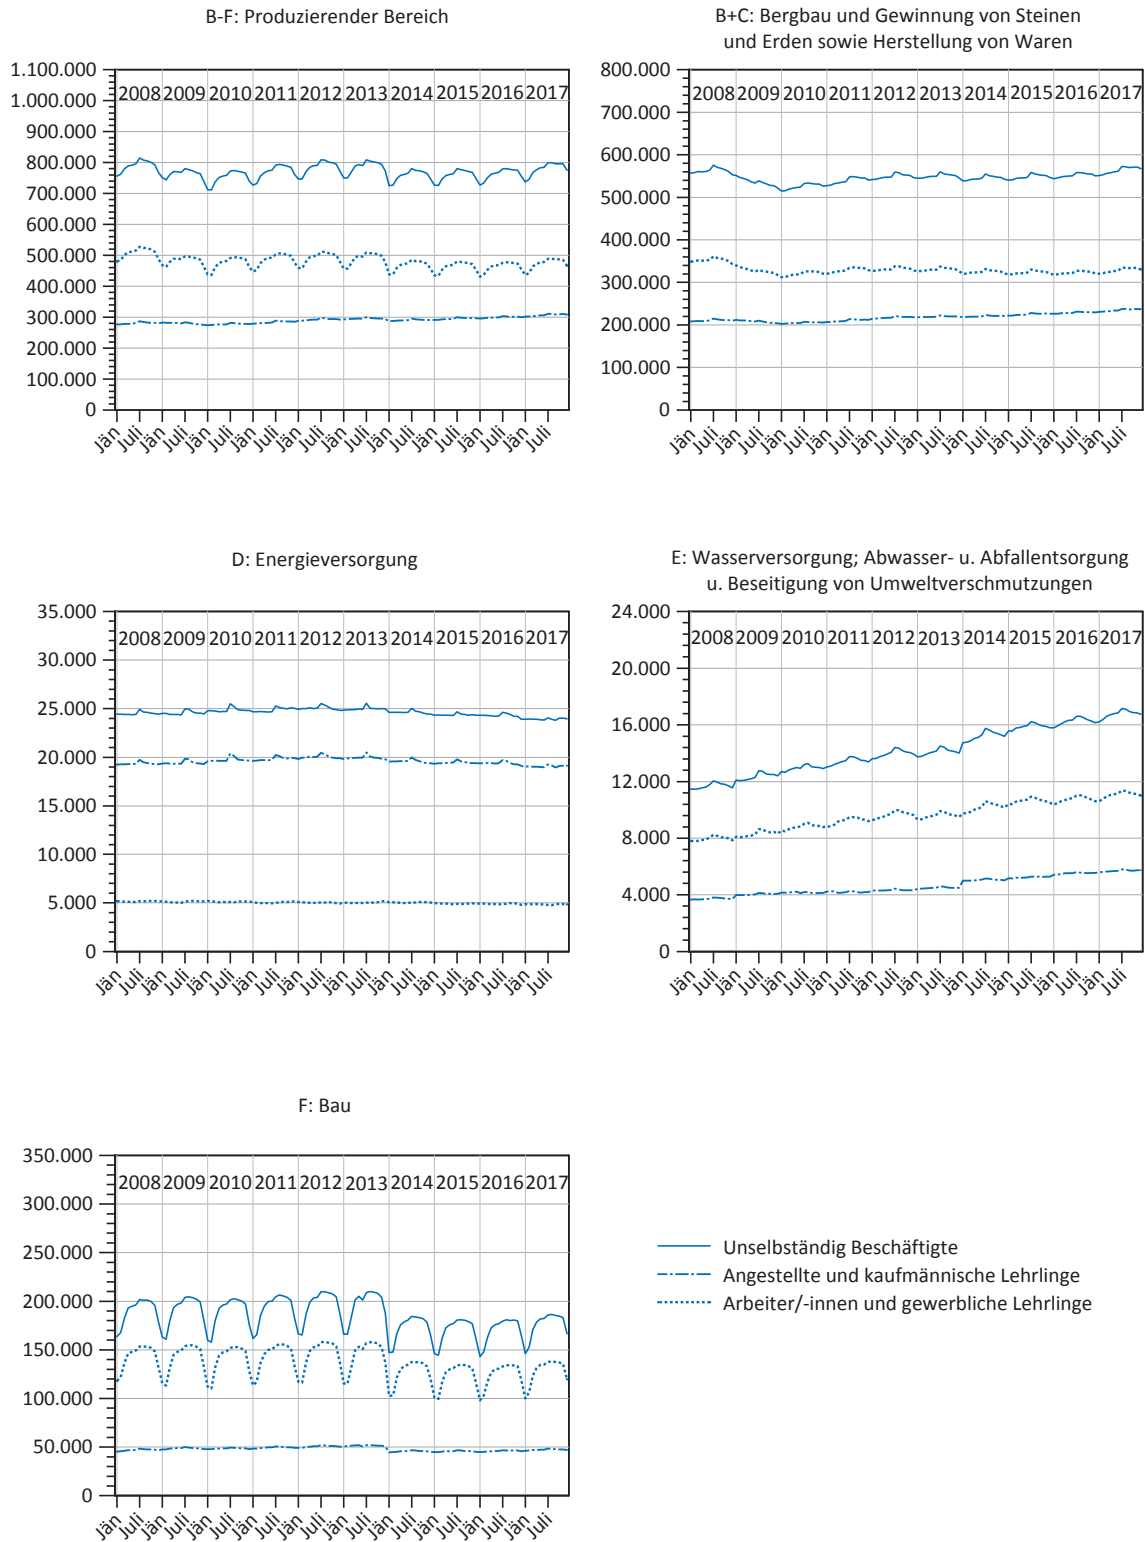 B-F: Produzierender Bereich
1.100.000
1.000.000
900.000
800.000
700.000
600.000
500.000
400.000
300.000
200.000
100.000
0
2008 2009 2010 2011 2012 2013 2014 2015 2016 2017
Jän Juli Jän Juli Jän Juli Jän Juli Jän Juli Jän Juli Jän Juli Jän Juli Jän Juli Jän Juli
B+C: Bergbau und Gewinnung von Steinen
und Erden sowie Herstellung von Waren
800.000
700.000
600.000
500.000
400.000
300.000
200.000
100.000
0
2008 2009 2010 2011 2012 2013 2014 2015 2016 2017
Jän Juli Jän Juli Jän Juli Jän Juli Jän Juli Jän Juli Jän Juli Jän Juli Jän Juli Jän Juli
D: Energieversorgung
35.000
30.000
25.000
20.000
15.000
10.000
5.000
0
2008 2009 2010 2011 2012 2013 2014 2015 2016 2017
Jän Juli Jän Juli Jän Juli Jän Juli Jän Juli Jän Juli Jän Juli Jän Juli Jän Juli Jän Juli
E: Wasserversorgung; Abwasser- u. Abfallentsorgung
u. Beseitigung von Umweltverschmutzungen
24.000
20.000
16.000
12.000
8.000
4.000
0
2008 2009 2010 2011 2012 2013 2014 2015 2016 2017
Jän Juli Jän Juli Jän Juli Jän Juli Jän Juli Jän Juli Jän Juli Jän Juli Jän Juli Jän Juli
F: Bau
350.000
300.000
250.000
200.000
150.000
100.000
50.000
0
2008 2009 2010 2011 2012 2013 2014 2015 2016 2017
Jän Juli Jän Juli Jän Juli Jän Juli Jän Juli Jän Juli Jän Juli Jän Juli Jän Juli Jän Juli
Unselbständig Beschäftigte
Angestellte und kaufmännische Lehrlinge
Arbeiter/-innen und gewerbliche Lehrlinge